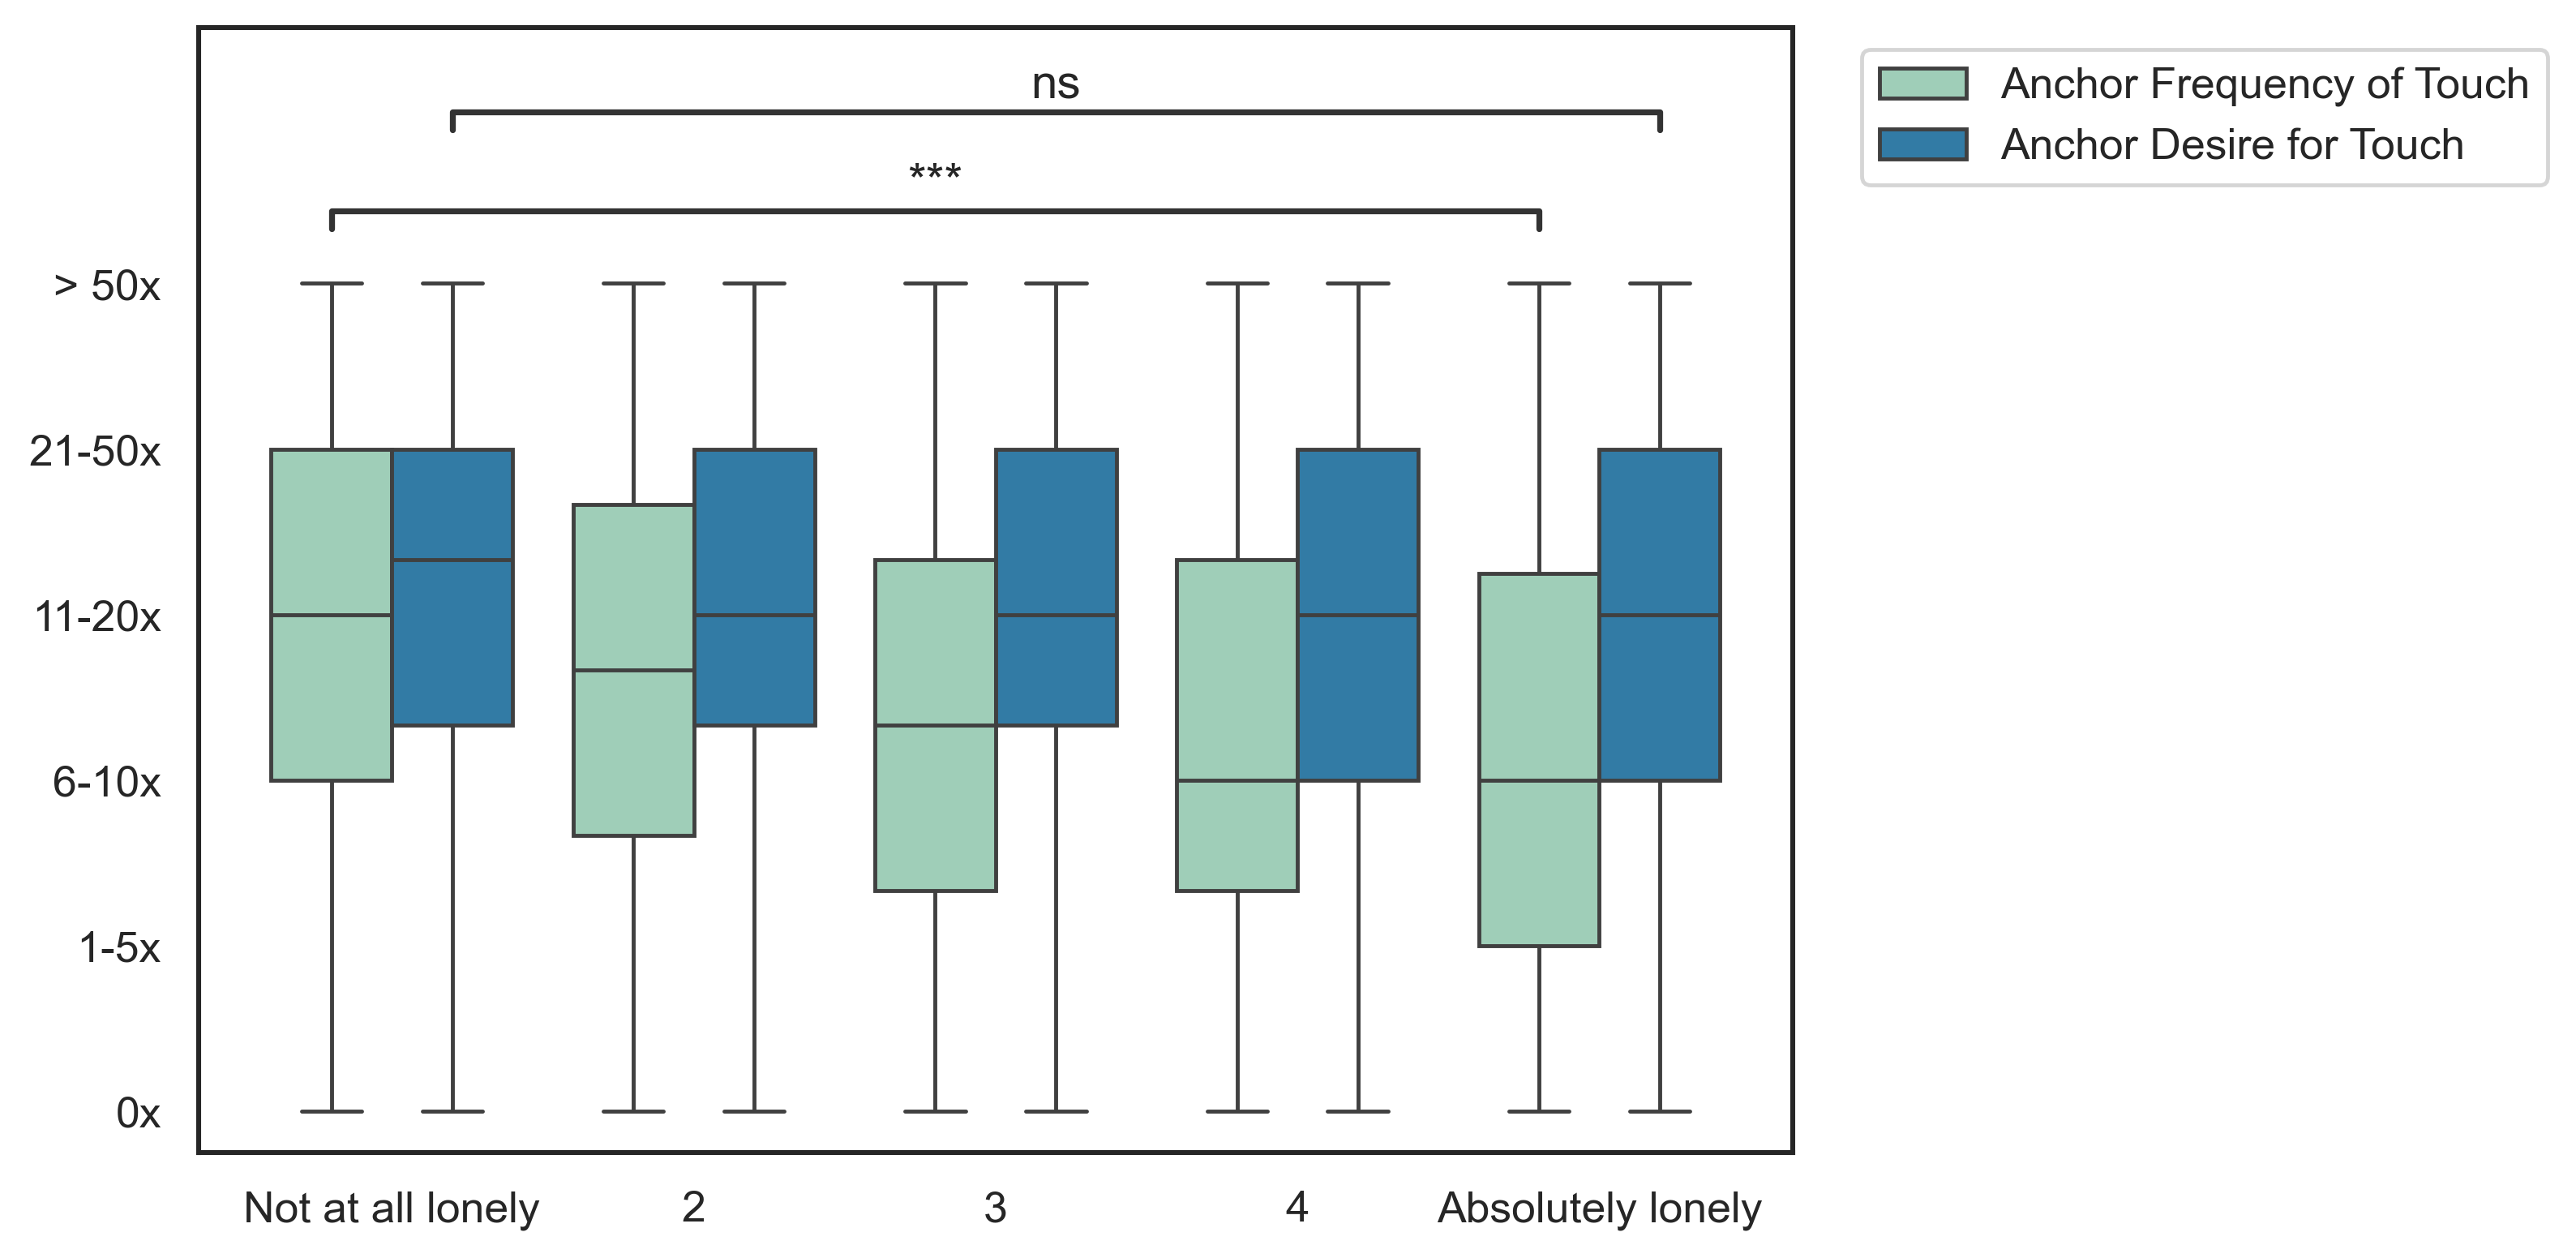 ns
***
Anchor Frequency of Touch
Anchor Desire for Touch
> 50x
21-50x
11-20x
6-10x
1-5x
0x
Not at all lonely 2 3 4 Absolutely lonely